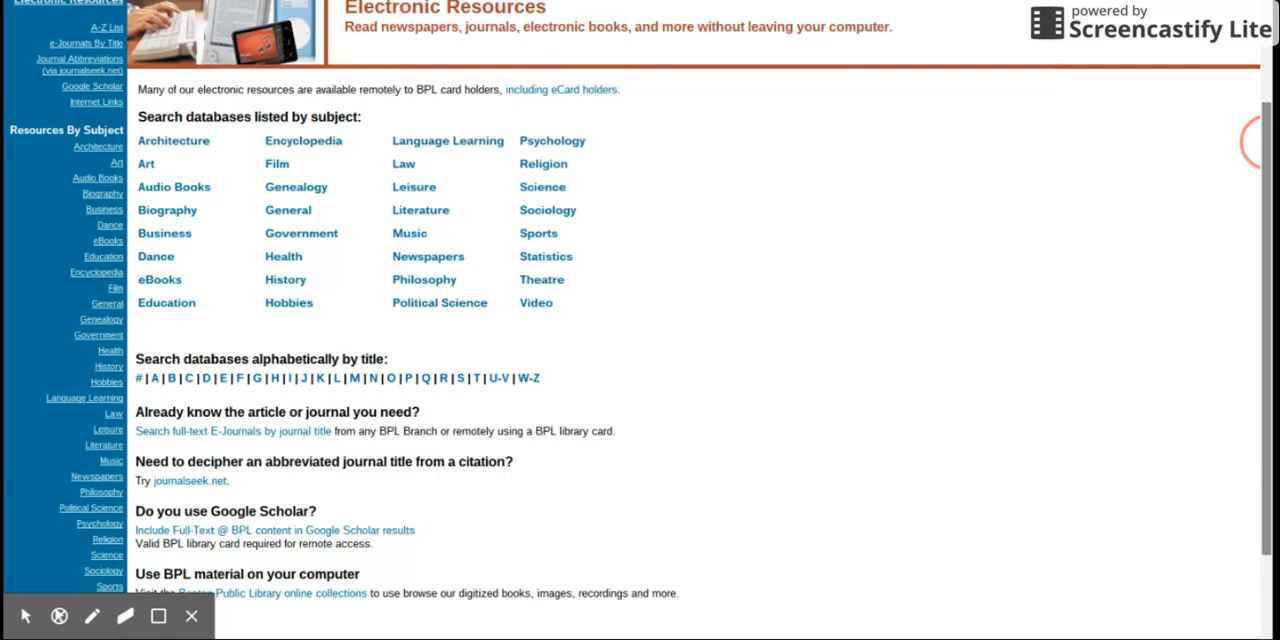 Electronic Resources
A-Z List
e-Journals By Title
Journal Abbreviations
(via journalseek.net)
Google Scholar
Internet Links
Resources By Subject
Architecture
Art
Audio Books
Biography
Business
Dance
eBooks
Education
Encyclopedia
Film
General
Genealogy
Government
Health
History
Hobbies
Language Learning
Law
Leisure
Literature
Music
Newspapers
Philosophy
Political Science
Psychology
Religion
Science
Sociology
Sports
Electronic Resources
Read newspapers, journals, electronic books, and more without leaving your computer.
powered by
Screencastify Lite
Many of our electronic resources are available remotely to BPL card holders, including eCard holders.
Search databases listed by subject:
Architecture Encyclopedia Language Learning Psychology
Art Film Law Religion
Audio Books Genealogy Leisure Science
Biography General Literature Sociology
Business Government Music Sports
Dance Health Newspapers Statistics
eBooks History Philosophy Theatre
Education Hobbies Political Science Video
Search databases alphabetically by title:
# | A | B | C | D | E | F | G | H | I | J | K | L | M | N | O | P | Q | R | S | T | U-V | W-Z
Already know the article or journal you need?
Search full-text E-Journals by journal title from any BPL Branch or remotely using a BPL library card.
Need to decipher an abbreviated journal title from a citation?
Try journalseek.net.
Do you use Google Scholar?
Include Full-Text @ BPL content in Google Scholar results
Valid BPL library card required for remote access.
Use BPL material on your computer
Visit the Boston Public Library online collections to use browse our digitized books, images, recordings and more.